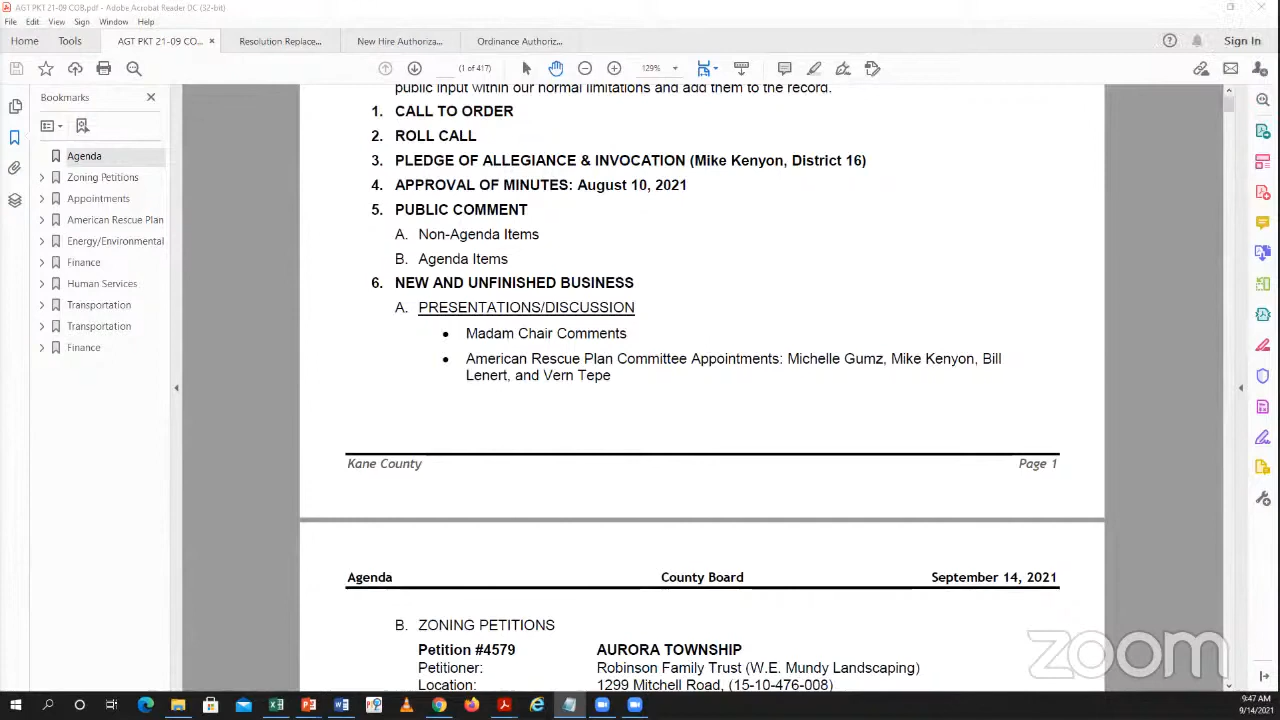 AGT PKT 21-09 COB.pdf - Adobe Acrobat Reader DC (32-bit)
File Edit View Sign Window Help
Home Tools AGT PKT 21-09 CO... × Resolution Replace... New Hire Authoriza... Ordinance Authoriz... Sign In
(1 of 417) 129%
Bookmarks
Agenda
Zoning Petitions
Appointments
American Rescue Plan
Energy/Environmental
Finance
Human Services
Transportation
Transportation
Finance
public input within our normal limitations and add them to the record.
1. CALL TO ORDER
2. ROLL CALL
3. PLEDGE OF ALLEGIANCE & INVOCATION (Mike Kenyon, District 16)
4. APPROVAL OF MINUTES: August 10, 2021
5. PUBLIC COMMENT
A. Non-Agenda Items
B. Agenda Items
6. NEW AND UNFINISHED BUSINESS
A. PRESENTATIONS/DISCUSSION
• Madam Chair Comments
• American Rescue Plan Committee Appointments: Michelle Gumz, Mike Kenyon, Bill
Lenert, and Vern Tepe
Kane County Page 1
Agenda County Board September 14, 2021
B. ZONING PETITIONS
Petition #4579 AURORA TOWNSHIP
Petitioner: Robinson Family Trust (W.E. Mundy Landscaping)
Location: 1299 Mitchell Road, (15-10-476-008)
zoom
9:47 AM
9/14/2021